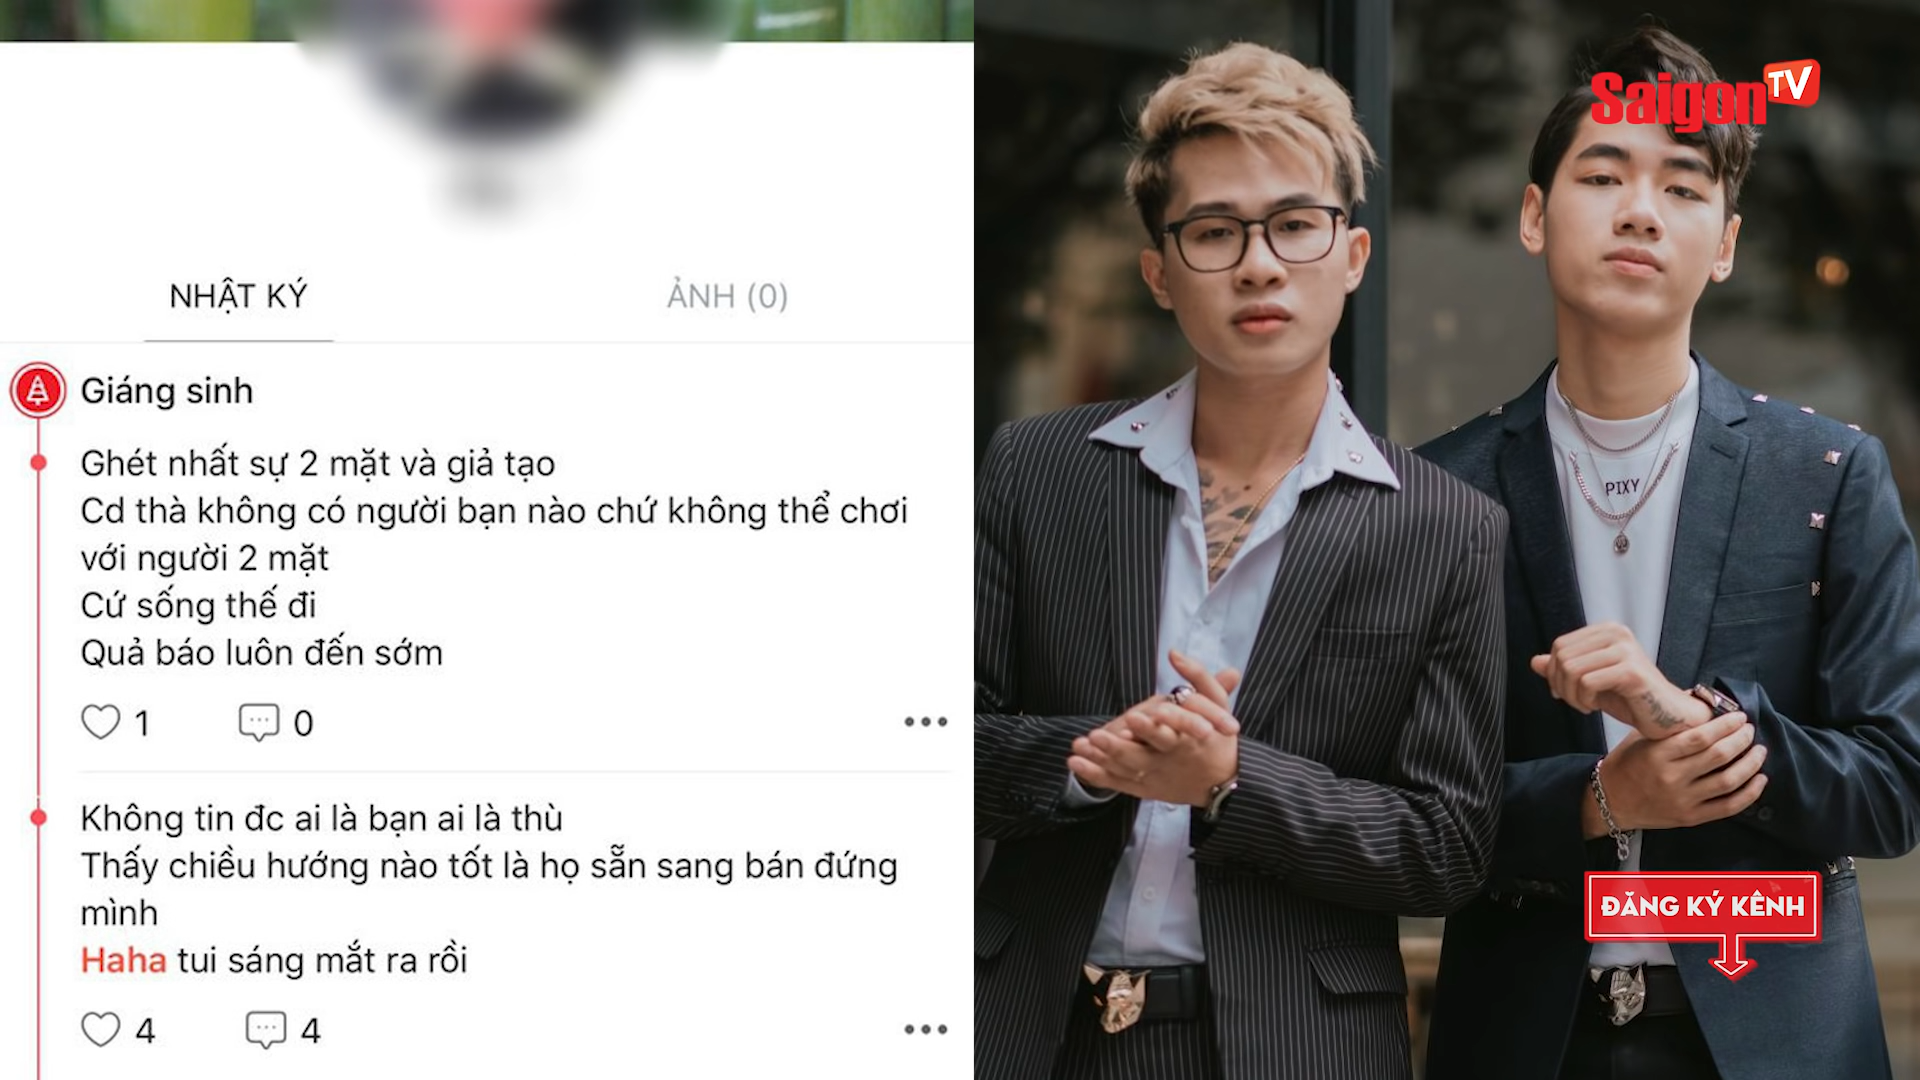 NHẬT KÝ
ẢNH (0)
Giáng sinh
Ghét nhất sự 2 mặt và giả tạo
Cd thà không có người bạn nào chứ không thể chơi
với người 2 mặt
Cứ sống thế đi
Quả báo luôn đến sớm
1
0
Không tin đc ai là bạn ai là thù
Thấy chiều hướng nào tốt là họ sẵn sang bán đứng
mình
Haha tui sáng mắt ra rồi
4
4
Saigon TV
PIXY
ĐĂNG KÝ KÊNH